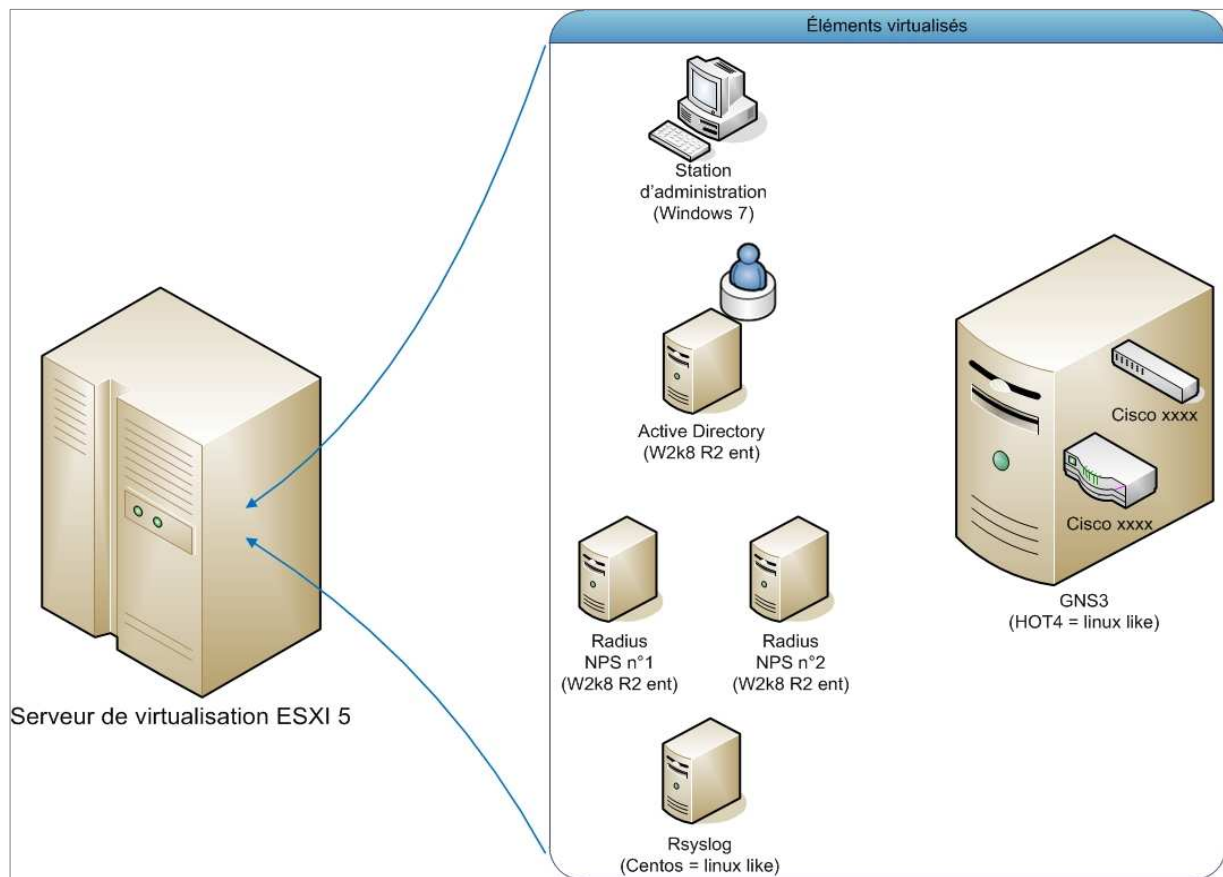 Éléments virtualisés
Station
d'administration
(Windows 7)
Active Directory
(W2k8 R2 ent)
Cisco xxxx
Cisco xxxx
GNS3
(HOT4 = linux like)
Radius
NPS n°1
(W2k8 R2 ent)
Radius
NPS n°2
(W2k8 R2 ent)
Serveur de virtualisation ESXI 5
Rsyslog
(Centos = linux like)